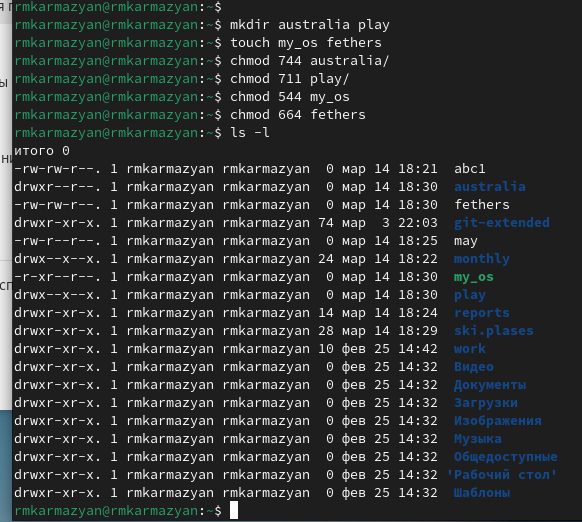 rmkarmazyan@rmkarmazyan:~$
rmkarmazyan@rmkarmazyan:~$ mkdir australia play
rmkarmazyan@rmkarmazyan:~$ touch my_os fethers
rmkarmazyan@rmkarmazyan:~$ chmod 744 australia/
rmkarmazyan@rmkarmazyan:~$ chmod 711 play/
rmkarmazyan@rmkarmazyan:~$ chmod 544 my_os
rmkarmazyan@rmkarmazyan:~$ chmod 664 fethers
rmkarmazyan@rmkarmazyan:~$ ls -l
итого 0
-rw-rw-r--. 1 rmkarmazyan rmkarmazyan  0 мар 14 18:21  abc1
drwxr--r--. 1 rmkarmazyan rmkarmazyan  0 мар 14 18:30  australia
-rw-rw-r--. 1 rmkarmazyan rmkarmazyan  0 мар 14 18:30  fethers
drwxr-xr-x. 1 rmkarmazyan rmkarmazyan 74 мар  3 22:03  git-extended
-rw-r--r--. 1 rmkarmazyan rmkarmazyan  0 мар 14 18:25  may
drwx--x--x. 1 rmkarmazyan rmkarmazyan 24 мар 14 18:22  monthly
-r-xr--r--. 1 rmkarmazyan rmkarmazyan  0 мар 14 18:30  my_os
drwx--x--x. 1 rmkarmazyan rmkarmazyan  0 мар 14 18:30  play
drwxr-xr-x. 1 rmkarmazyan rmkarmazyan 14 мар 14 18:24  reports
drwxr-xr-x. 1 rmkarmazyan rmkarmazyan 28 мар 14 18:29  ski.plases
drwxr-xr-x. 1 rmkarmazyan rmkarmazyan 10 фев 25 14:42  work
drwxr-xr-x. 1 rmkarmazyan rmkarmazyan  0 фев 25 14:32  Видео
drwxr-xr-x. 1 rmkarmazyan rmkarmazyan  0 фев 25 14:32  Документы
drwxr-xr-x. 1 rmkarmazyan rmkarmazyan  0 фев 25 14:32  Загрузки
drwxr-xr-x. 1 rmkarmazyan rmkarmazyan  0 фев 25 14:32  Изображения
drwxr-xr-x. 1 rmkarmazyan rmkarmazyan  0 фев 25 14:32  Музыка
drwxr-xr-x. 1 rmkarmazyan rmkarmazyan  0 фев 25 14:32  Общедоступные
drwxr-xr-x. 1 rmkarmazyan rmkarmazyan  0 фев 25 14:32 'Рабочий стол'
drwxr-xr-x. 1 rmkarmazyan rmkarmazyan  0 фев 25 14:32  Шаблоны
rmkarmazyan@rmkarmazyan:~$